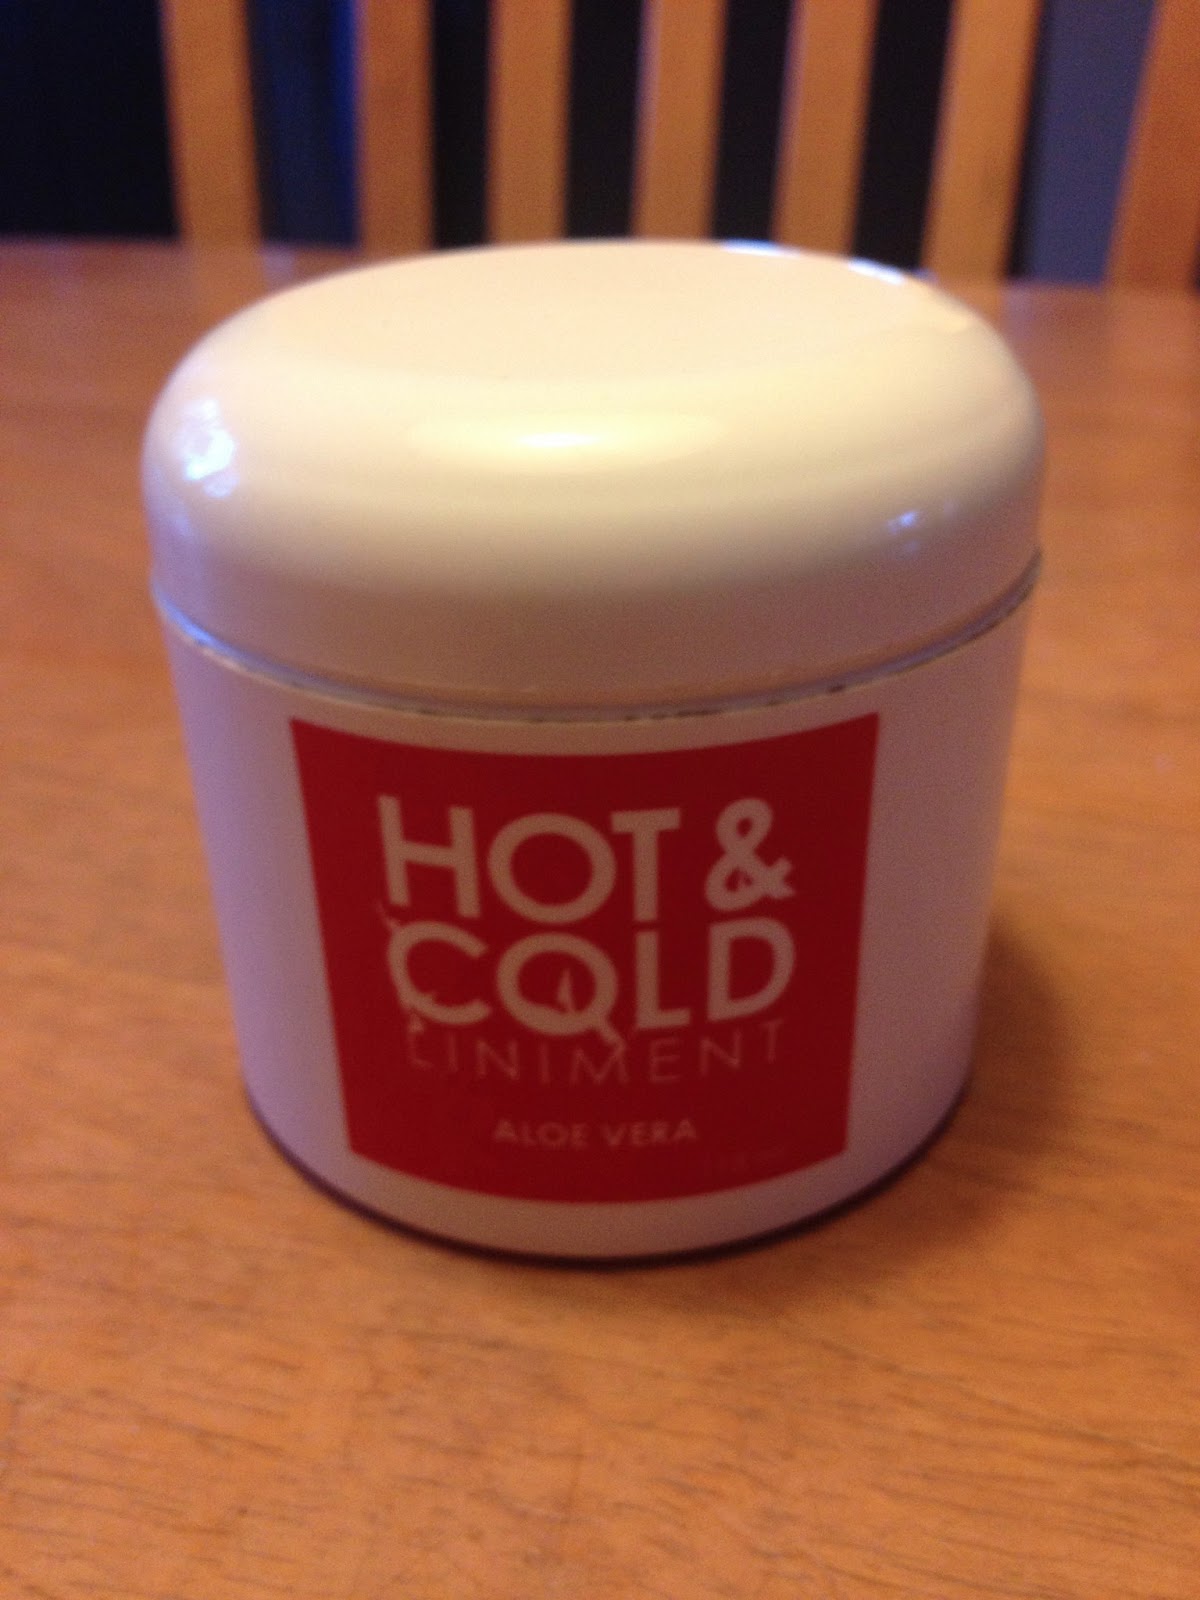 HOT &
COLD
LINIMENT
ALOE VERA